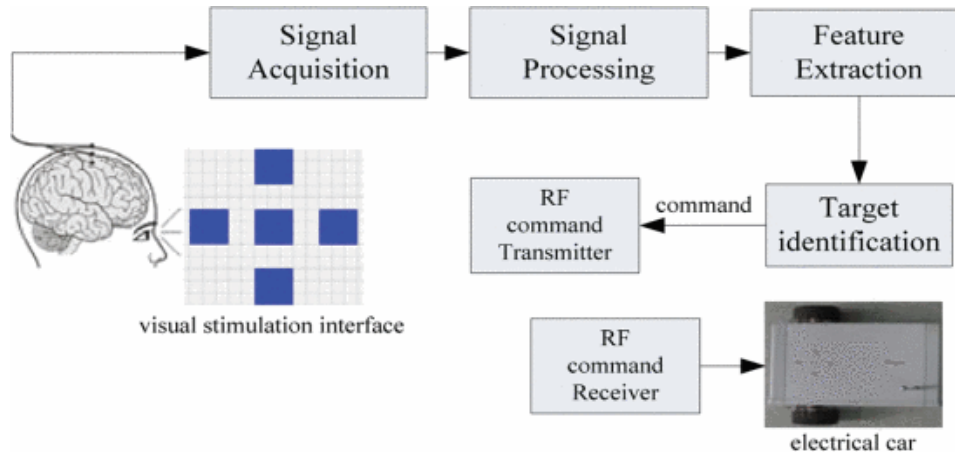 Signal
Acquisition
Signal
Processing
Feature
Extraction
RF
command
Transmitter
command
Target
identification
visual stimulation interface
RF
command
Receiver
electrical car